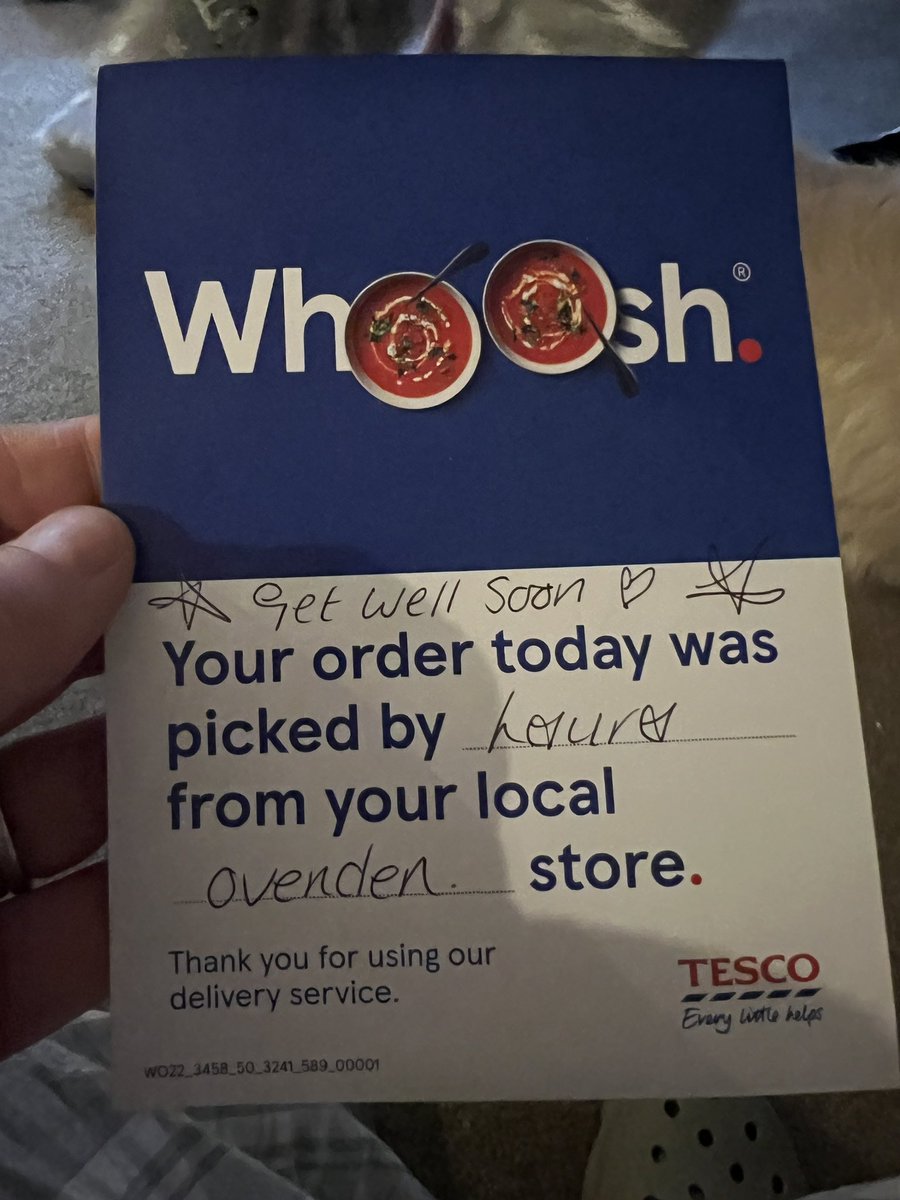 Whoosh.®
Get well soon
Your order today was
picked by Laura
from your local
ovenden. store.
Thank you for using our
delivery service.
TESCO
Every little helps
WO22_3458_50_3241_589_00001